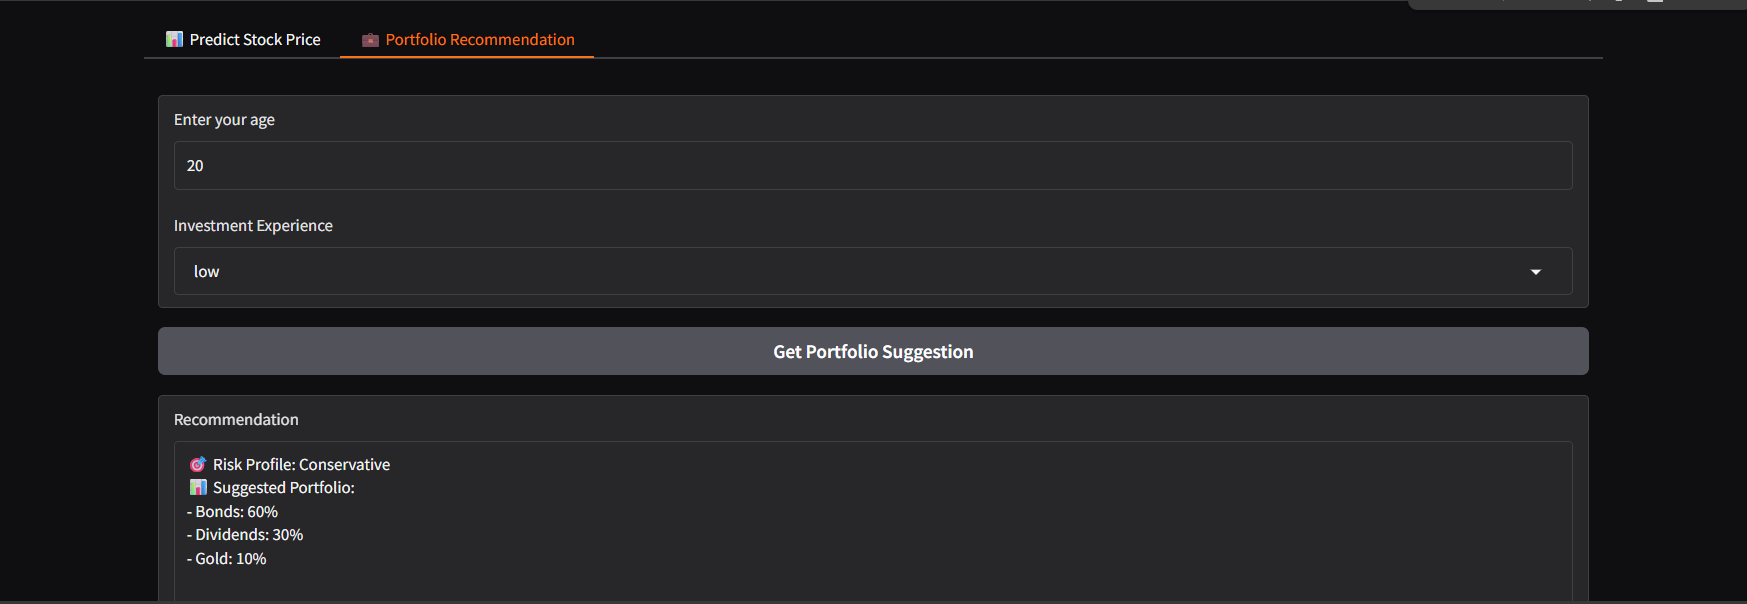 📊 Predict Stock Price
💼 Portfolio Recommendation
Enter your age
20
Investment Experience
low
Get Portfolio Suggestion
Recommendation
🎯 Risk Profile: Conservative
📊 Suggested Portfolio:
- Bonds: 60%
- Dividends: 30%
- Gold: 10%